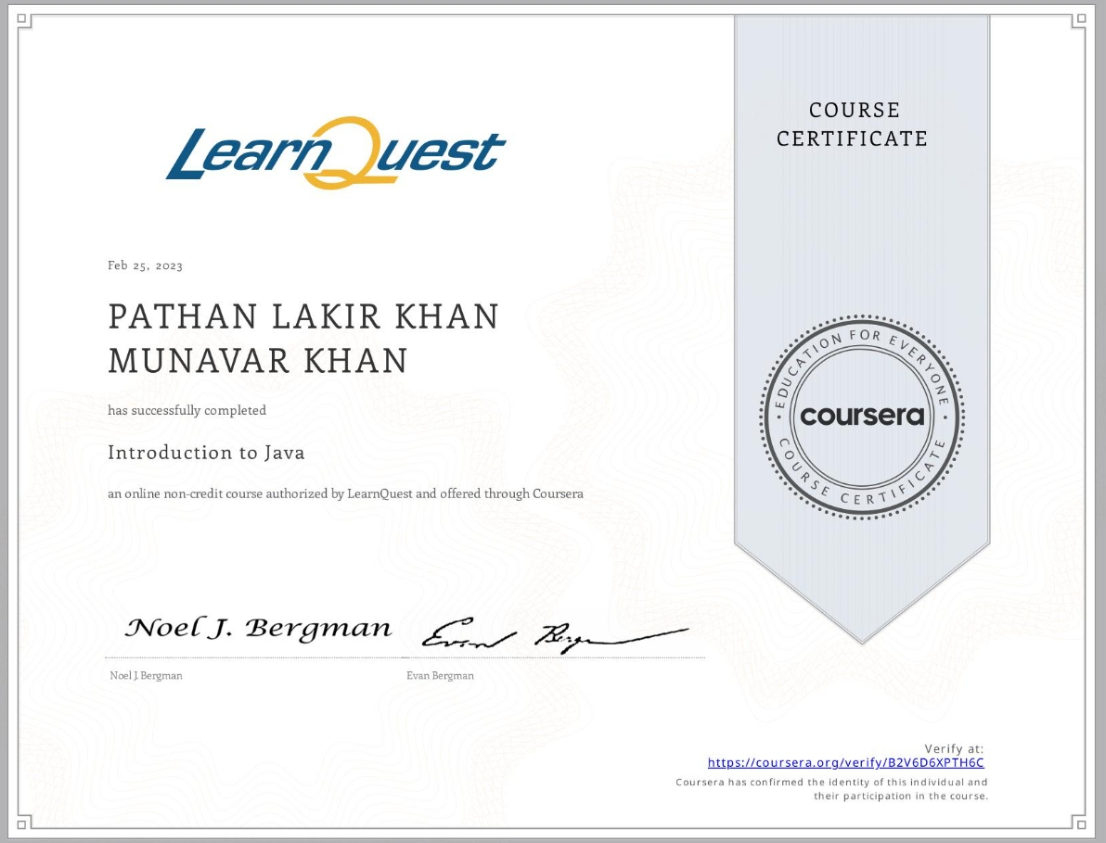 LearnQuest
COURSE
CERTIFICATE
Feb 25, 2023
PATHAN LAKIR KHAN
MUNAVAR KHAN
has successfully completed
Introduction to Java
an online non-credit course authorized by LearnQuest and offered through Coursera
EDUCATION FOR EVERYONE
coursera
COURSE CERTIFICATE
Noel J. Bergman
Evan Berg
Noel J. Bergman
Evan Bergman
Verify at:
https://coursera.org/verify/B2V6D6XPTH6C
Coursera has confirmed the identity of this individual and
their participation in the course.